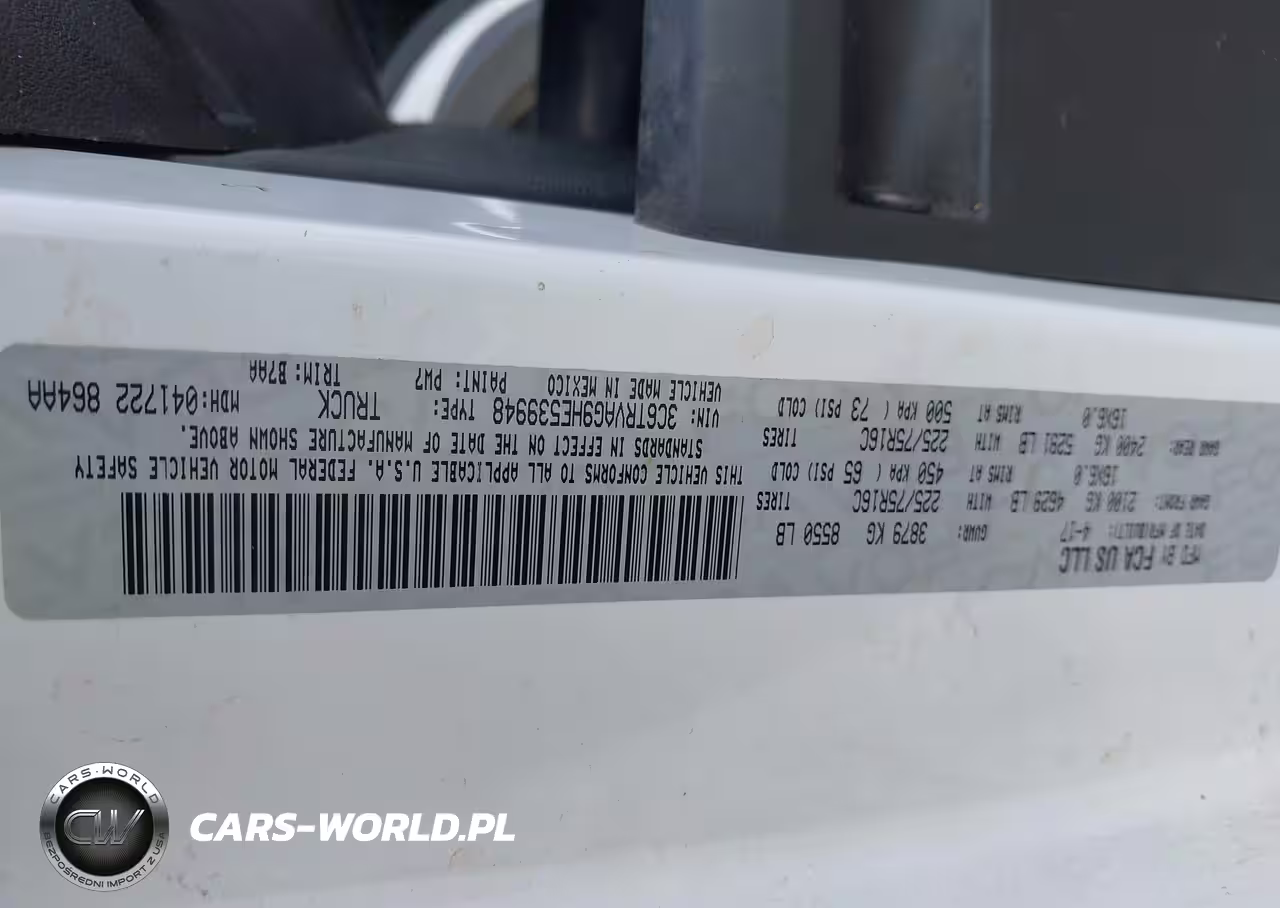 MFD BY FCA US LLC
DATE OF MFR(BUILT): 4-17
GVWR: 3879 KG 8550 LB
GAWR FRONT: 2100 KG 4629 LB WITH 225/75R16C TIRES
16X6.0 RIMS AT 450 KPA ( 65 PSI) COLD
GAWR REAR: 2400 KG 5291 LB WITH 225/75R16C TIRES
16X6.0 RIMS AT 500 KPA ( 73 PSI) COLD
THIS VEHICLE CONFORMS TO ALL APPLICABLE U.S.A. FEDERAL MOTOR VEHICLE SAFETY
STANDARDS IN EFFECT ON THE DATE OF MANUFACTURE SHOWN ABOVE.
VIN: 3C6TRVAG9HE539948 TYPE: TRUCK MDH:041722 864AA
VEHICLE MADE IN MEXICO PAINT: PW7 TRIM: B7AA
CARS-WORLD
CW
BEZPOŚREDNI IMPORT Z USA
CARS-WORLD.PL